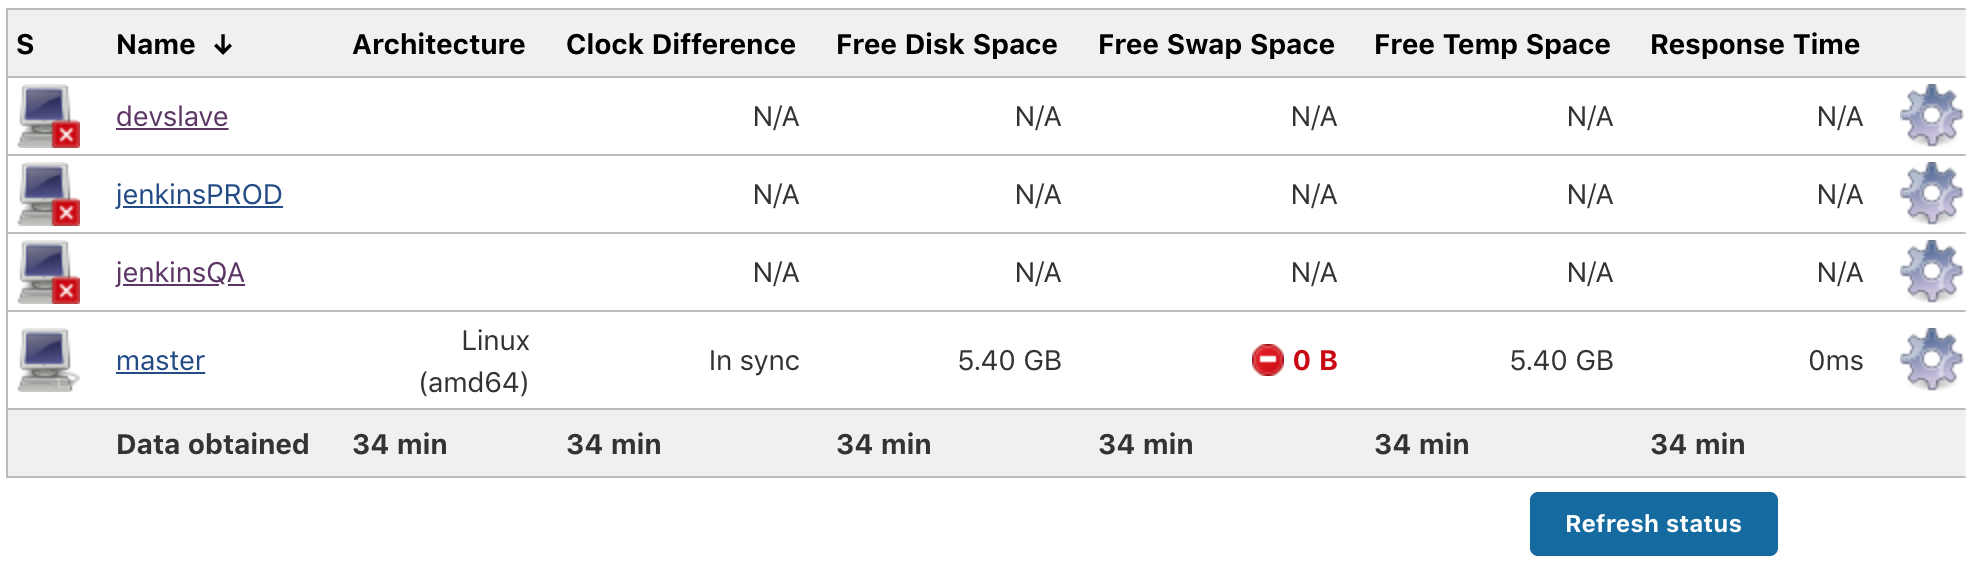 S Name ↓ Architecture Clock Difference Free Disk Space Free Swap Space Free Temp Space Response Time
devslave N/A N/A N/A N/A N/A
jenkinsPROD N/A N/A N/A N/A N/A
jenkinsQA N/A N/A N/A N/A N/A
master Linux (amd64) In sync 5.40 GB 0 B 5.40 GB 0ms
Data obtained 34 min 34 min 34 min 34 min 34 min 34 min
Refresh status